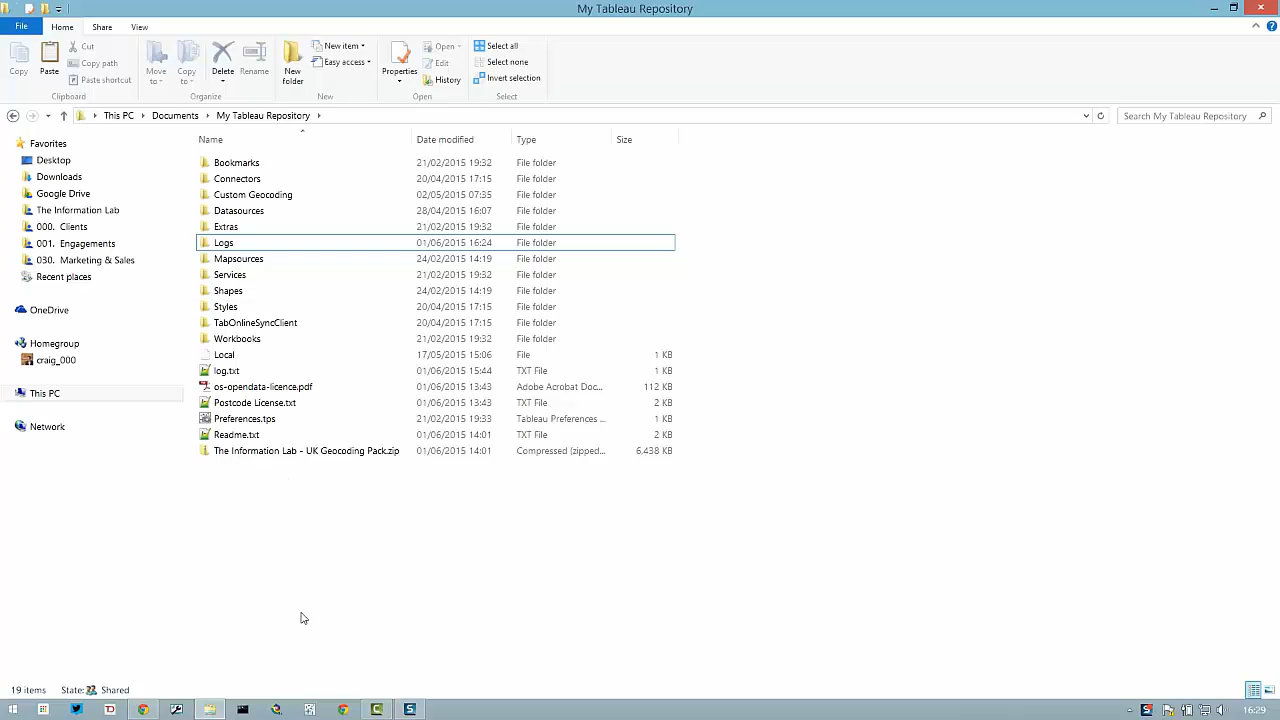 My Tableau Repository
File Home Share View
Copy
Paste
Cut
Copy path
Paste shortcut
Clipboard
Move to
Copy to
Delete
Rename
Organize
New folder
New item
Easy access
New
Properties
Open
Edit
History
Open
Select all
Select none
Invert selection
Select
This PC Documents My Tableau Repository
Search My Tableau Repository
Favorites
Desktop
Downloads
Google Drive
The Information Lab
000. Clients
001. Engagements
030. Marketing & Sales
Recent places
OneDrive
Homegroup
craig_000
This PC
Network
Name Date modified Type Size
Bookmarks 21/02/2015 19:32 File folder
Connectors 20/04/2015 17:15 File folder
Custom Geocoding 02/05/2015 07:35 File folder
Datasources 28/04/2015 16:07 File folder
Extras 21/02/2015 19:32 File folder
Logs 01/06/2015 16:24 File folder
Mapsources 24/02/2015 14:19 File folder
Services 21/02/2015 19:32 File folder
Shapes 24/02/2015 14:19 File folder
Styles 20/04/2015 17:15 File folder
TabOnlineSyncClient 20/04/2015 17:15 File folder
Workbooks 21/02/2015 19:32 File folder
Local 17/05/2015 15:06 File 1 KB
log.txt 01/06/2015 15:44 TXT File 1 KB
os-opendata-licence.pdf 01/06/2015 13:43 Adobe Acrobat Doc... 112 KB
Postcode License.txt 01/06/2015 13:43 TXT File 2 KB
Preferences.tps 21/02/2015 19:33 Tableau Preferences ... 1 KB
Readme.txt 01/06/2015 14:01 TXT File 2 KB
The Information Lab - UK Geocoding Pack.zip 01/06/2015 14:01 Compressed (zipped... 6,438 KB
19 items State: Shared
16:29